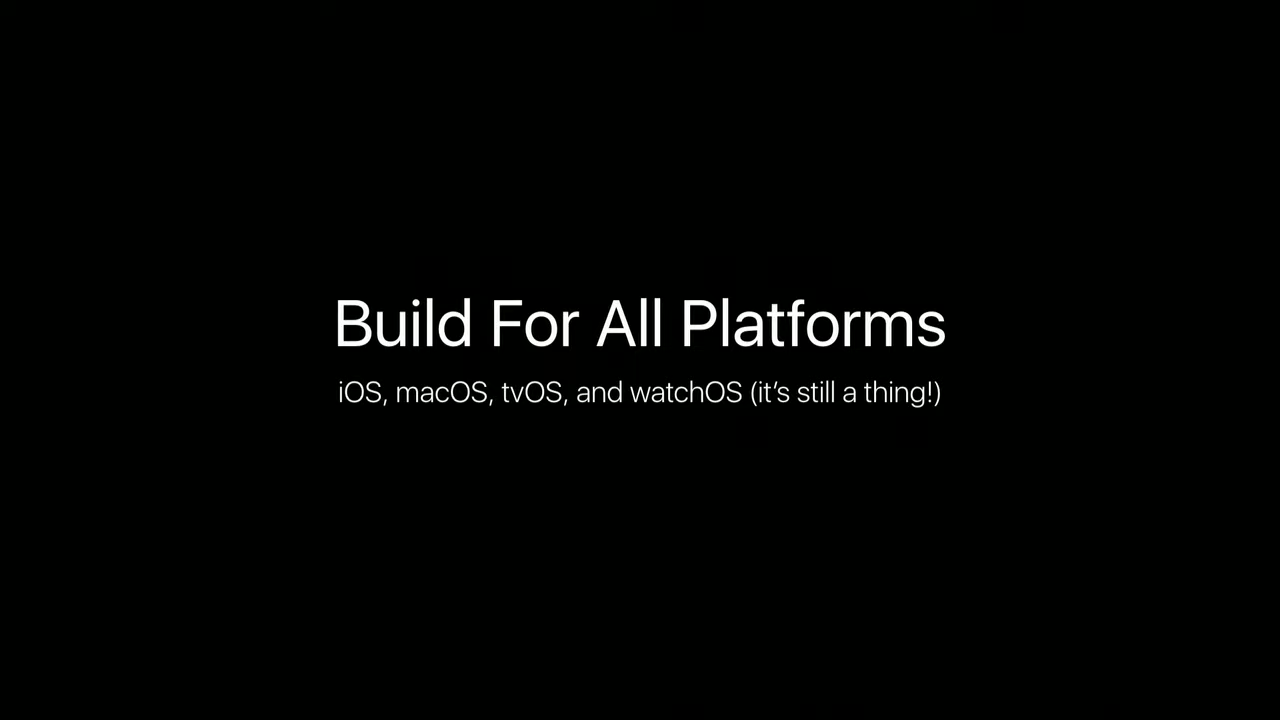 Build For All Platforms
iOS, macOS, tvOS, and watchOS (it’s still a thing!)